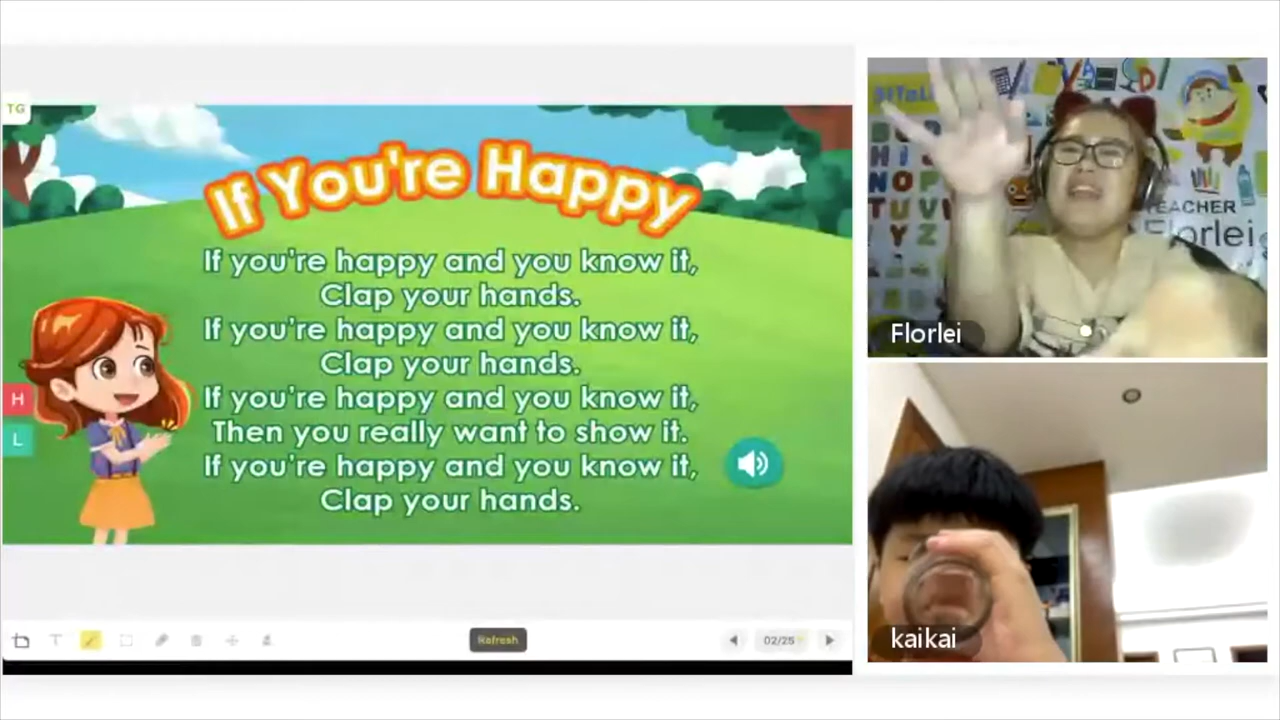 TG
If You're Happy
If you're happy and you know it,
Clap your hands.
If you're happy and you know it,
Clap your hands.
If you're happy and you know it,
Then you really want to show it.
If you're happy and you know it,
Clap your hands.
H
L
Refresh
02/25
TEACHER
Florlei
Florlei
kaikai